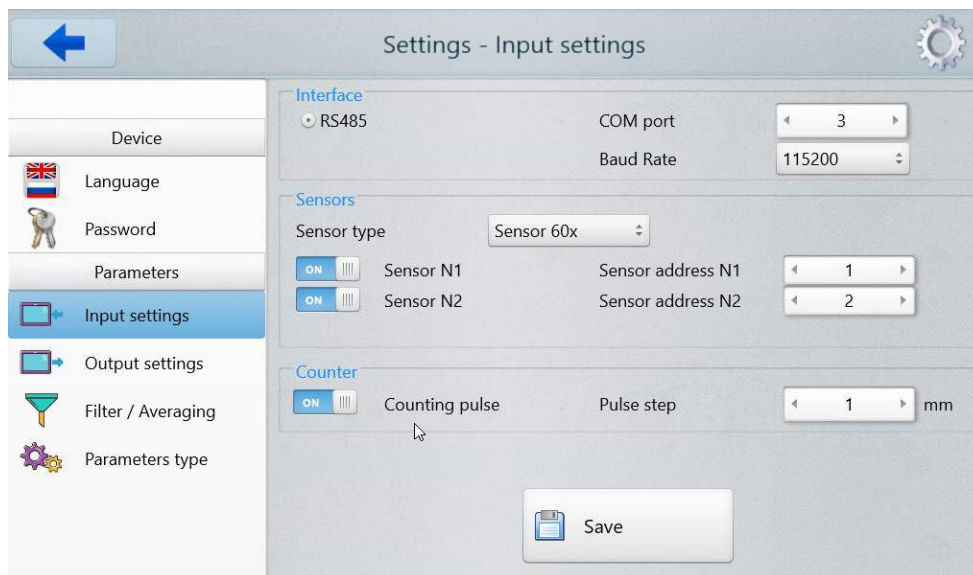 Settings - Input settings
Device
Language
Password
Parameters
Input settings
Output settings
Filter / Averaging
Parameters type
Interface
RS485 COM port 3
Baud Rate 115200
Sensors
Sensor type Sensor 60x
ON Sensor N1 Sensor address N1 1
ON Sensor N2 Sensor address N2 2
Counter
ON Counting pulse Pulse step 1 mm
Save